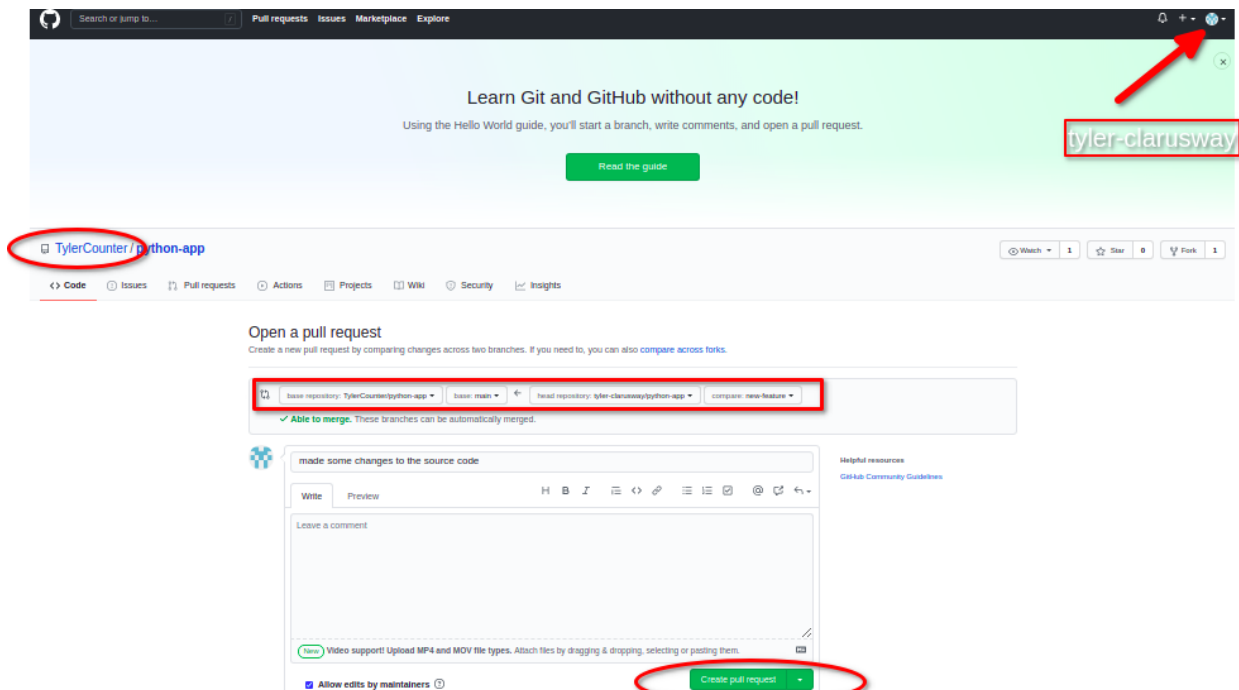 Search or jump to... / Pull requests Issues Marketplace Explore
Learn Git and GitHub without any code!
Using the Hello World guide, you'll start a branch, write comments, and open a pull request.
tyler-clarusway
Read the guide
TylerCounter / python-app
Watch 1 Star 0 Fork 1
Code Issues Pull requests Actions Projects Wiki Security Insights
Open a pull request
Create a new pull request by comparing changes across two branches. If you need to, you can also compare across forks.
base repository: TylerCounter/python-app base: main ← head repository: tyler-clarusway/python-app compare: new-feature
✓ Able to merge. These branches can be automatically merged.
made some changes to the source code
Helpful resources
GitHub Community Guidelines
Write Preview
Leave a comment
New Video support! Upload MP4 and MOV file types. Attach files by dragging & dropping, selecting or pasting them.
Allow edits by maintainers
Create pull request